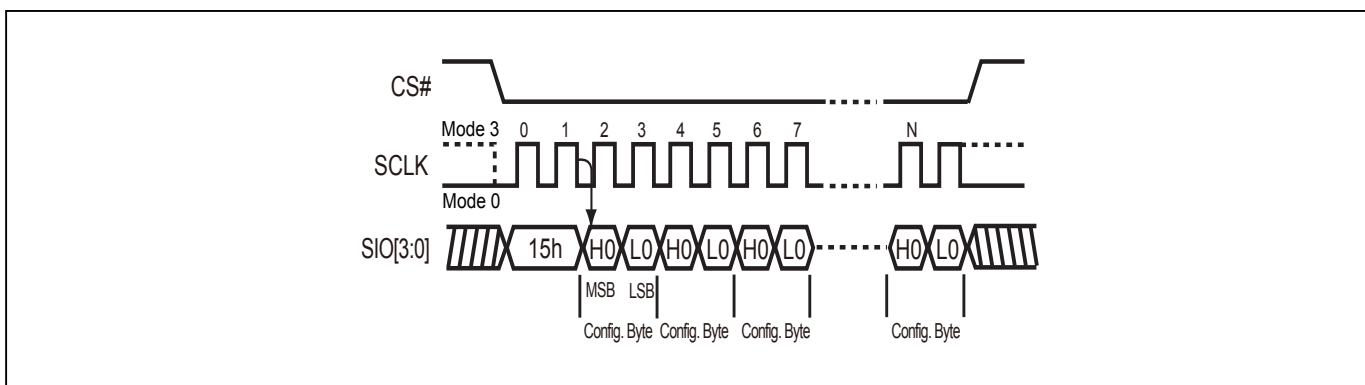 CS#
Mode 3 0 1 2 3 4 5 6 7 N
SCLK
Mode 0
SIO[3:0] 15h H0 L0 H0 L0 H0 L0 H0 L0
MSB LSB
Config. Byte Config. Byte Config. Byte Config. Byte